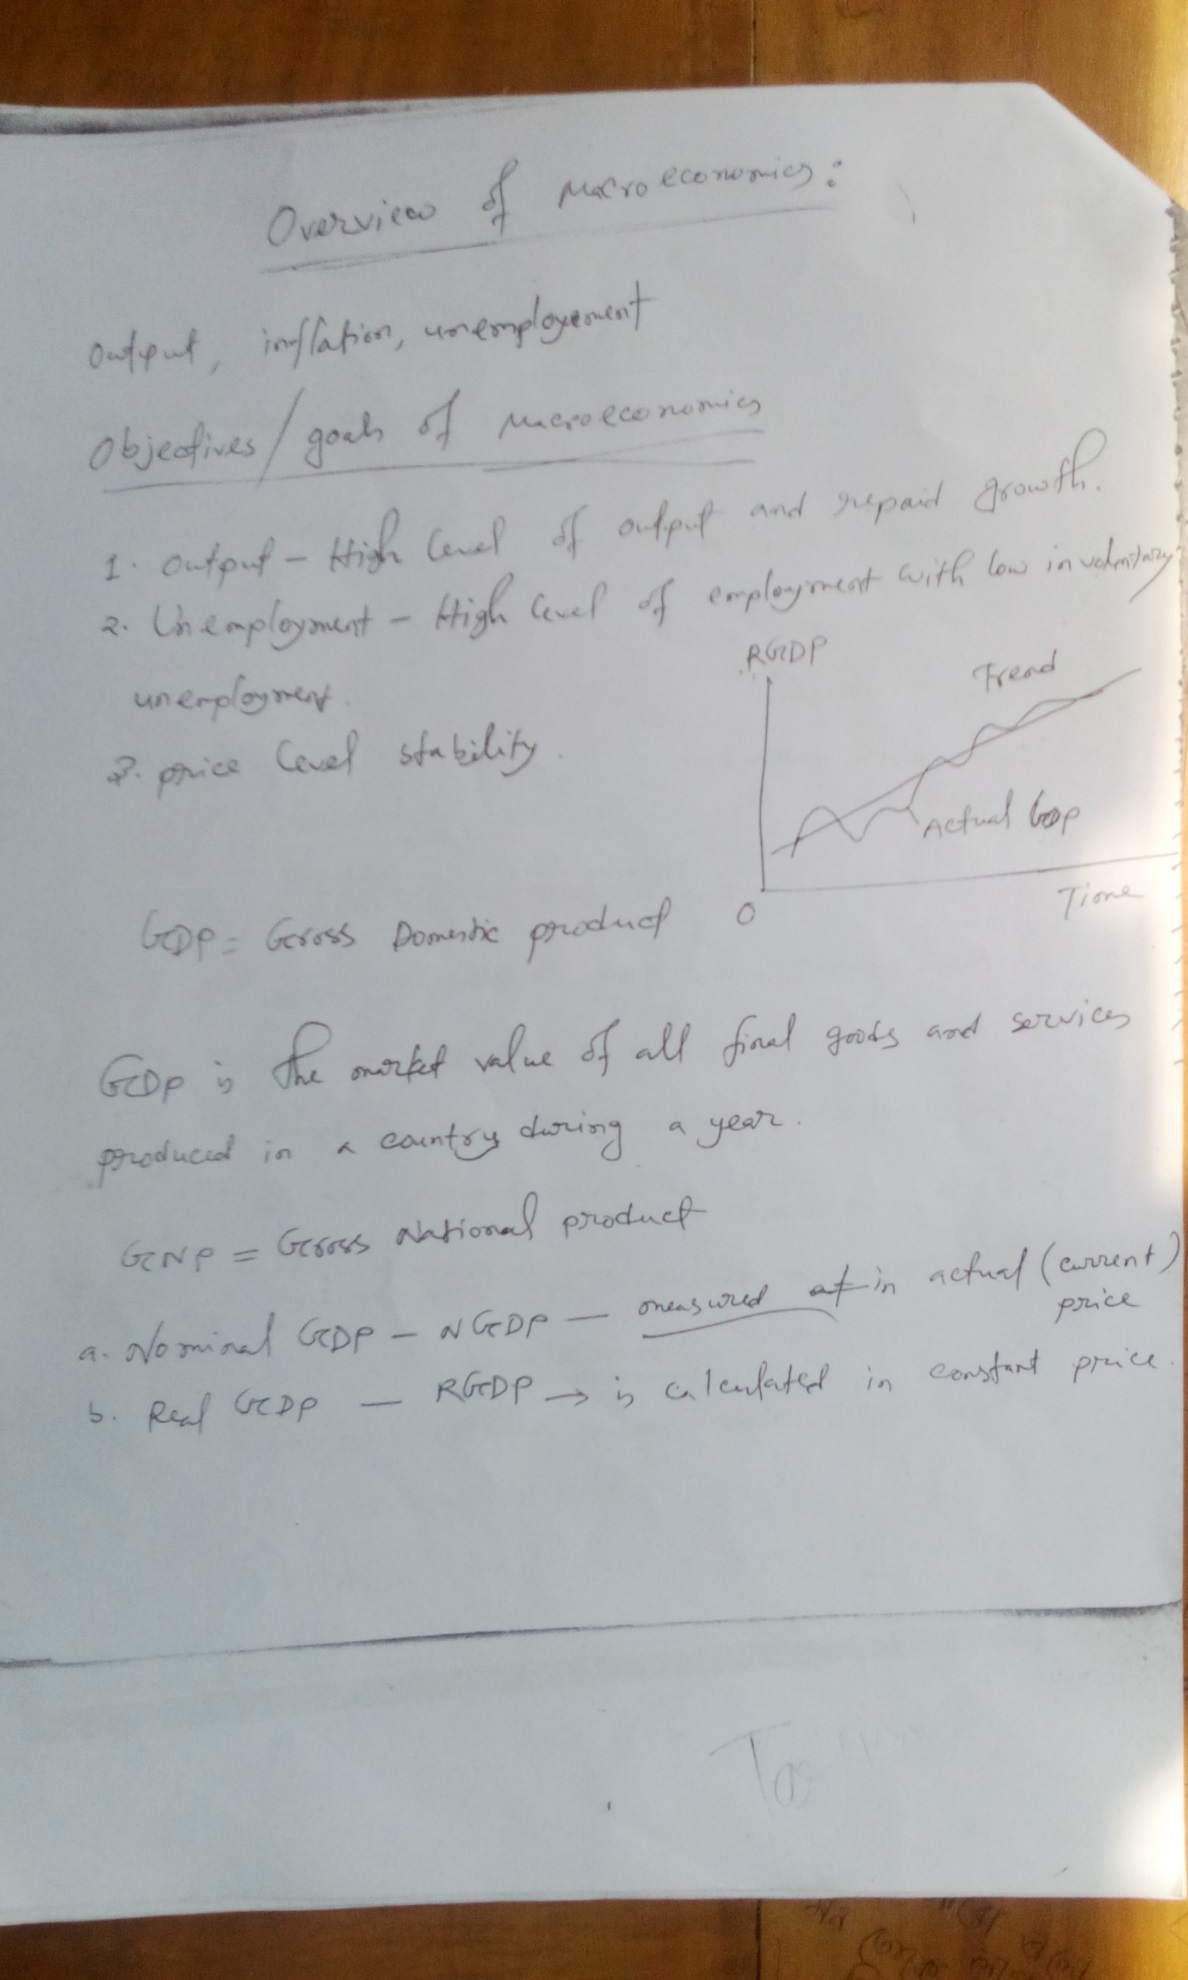 Overview of Macroeconomics:
Output, inflation, unemployement
Objectives/goals of Macroeconomics
1. Output - High level of output and repaid growth.
2. Unemployment - High level of employment with low involuntary
unemployment.
3. price level stability.
RGDP
Trend
Actual GDP
O
Time
GDP = Gross Domestic product
GDP is the market value of all final goods and services
produced in a country during a year.
GNP = Gross National product
a. Nominal GDP - NGDP - measured at in actual (current)
price
b. Real GDP - RGDP → is calculated in constant price.